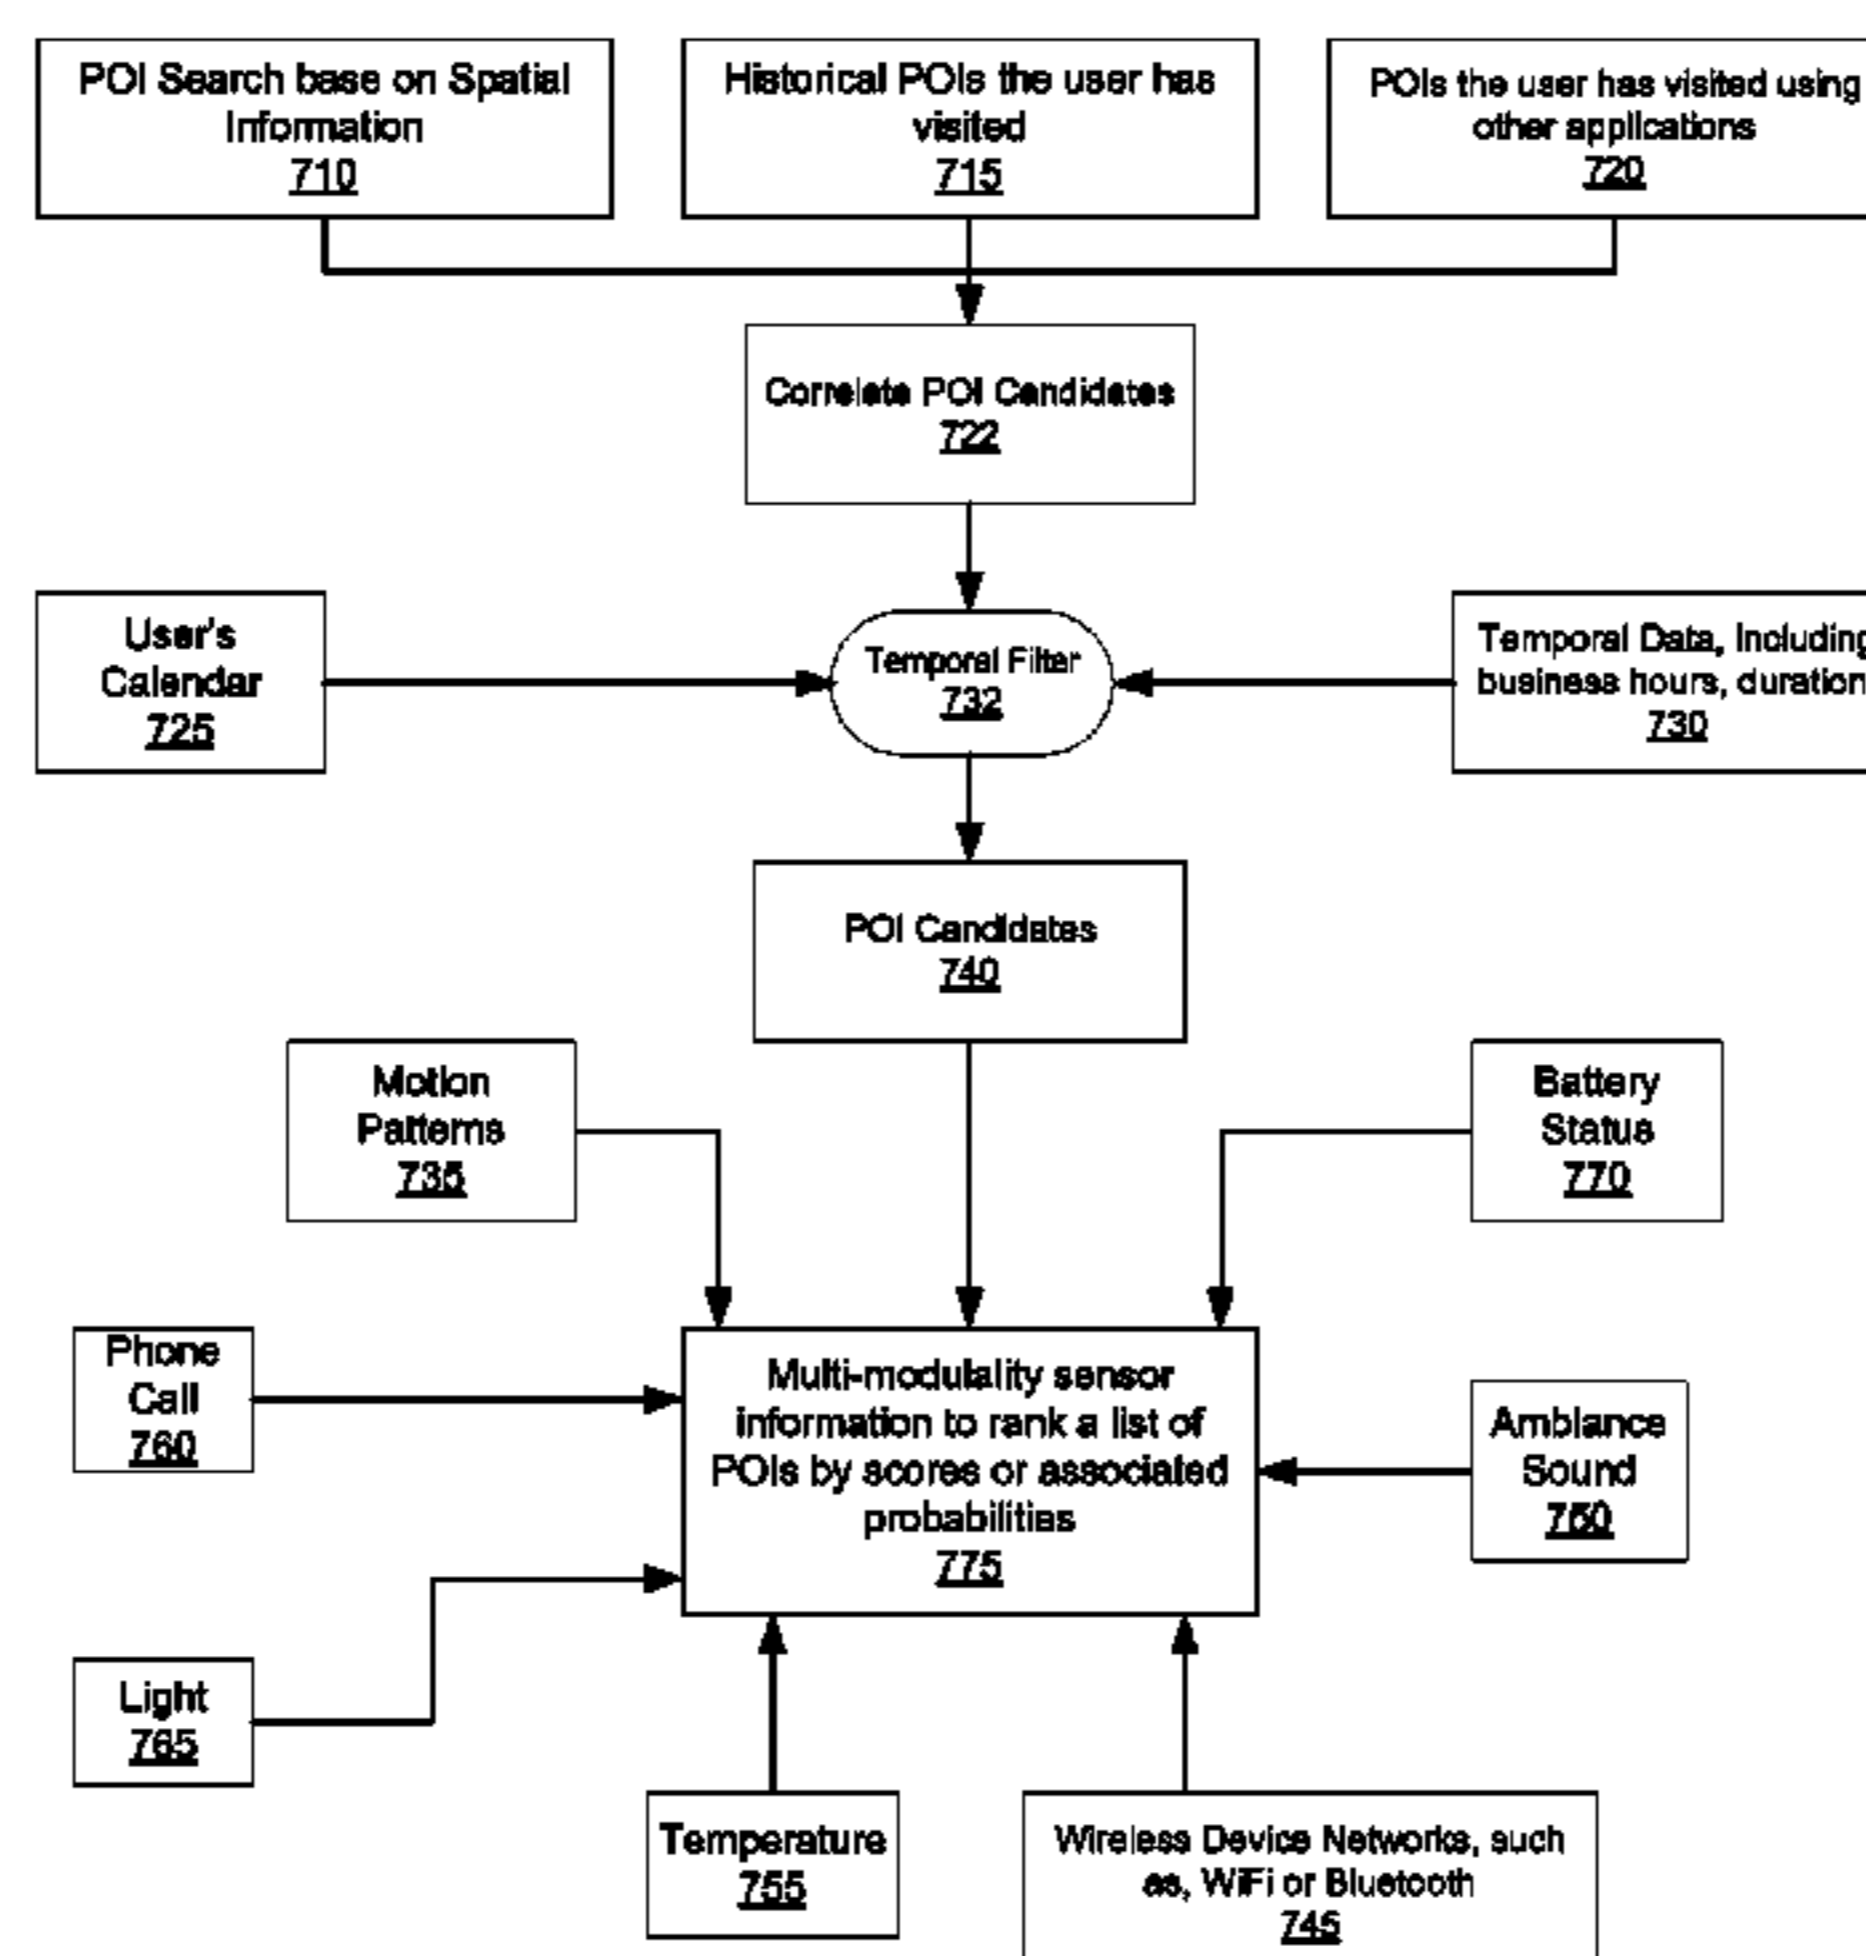 POI Search base on Spatial
Information
710
Historical POIs the user has
visited
715
POIs the user has visited using
other applications
720
Correlate POI Candidates
722
User's
Calendar
725
Temporal Filter
732
Temporal Data, Including
business hours, duration
730
POI Candidates
740
Motion
Patterns
735
Battery
Status
770
Phone
Call
760
Multi-modulality sensor
information to rank a list of
POIs by scores or associated
probabilities
775
Ambiance
Sound
750
Light
765
Temperature
755
Wireless Device Networks, such
as, WiFi or Bluetooth
745